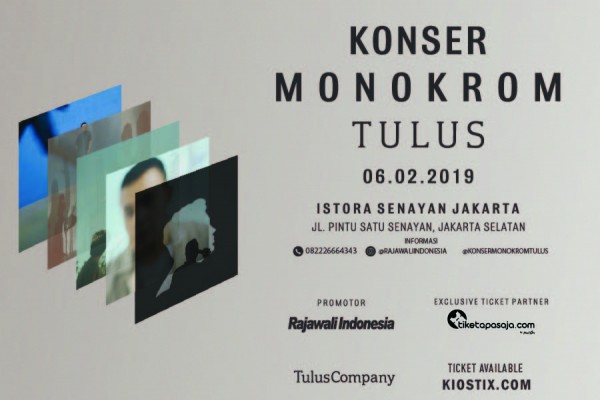 KONSER
MONOKROM
TULUS
06.02.2019
ISTORA SENAYAN JAKARTA
JL. PINTU SATU SENAYAN, JAKARTA SELATAN
INFORMASI
082226664343 @RAJAWALIINDONESIA @KONSERMONOKROMTULUS
PROMOTOR
Rajawali Indonesia
EXCLUSIVE TICKET PARTNER
tiketapasaja.com
TulusCompany
TICKET AVAILABLE
KIOSTIX.COM